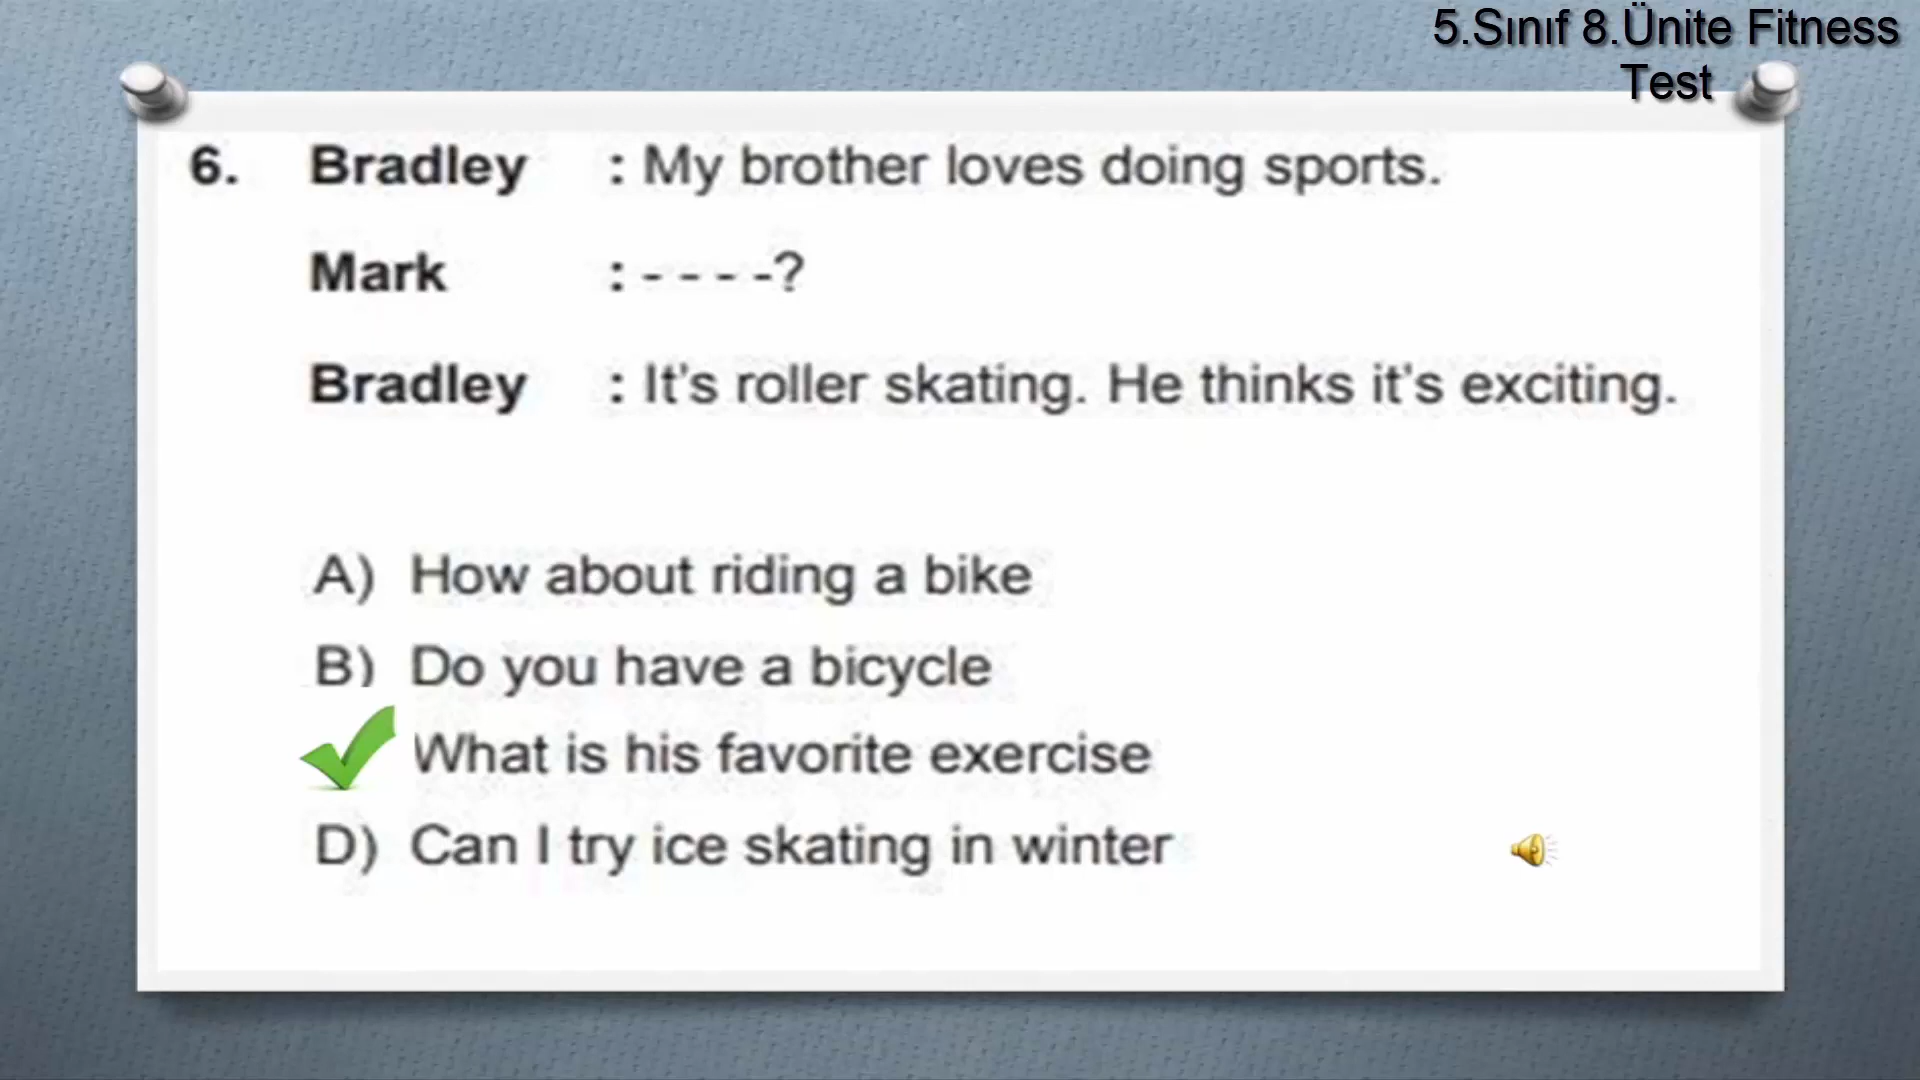 5.Sınıf 8.Ünite Fitness
Test
6. Bradley : My brother loves doing sports.
Mark : - - - -?
Bradley : It's roller skating. He thinks it's exciting.
A) How about riding a bike
B) Do you have a bicycle
What is his favorite exercise
D) Can I try ice skating in winter